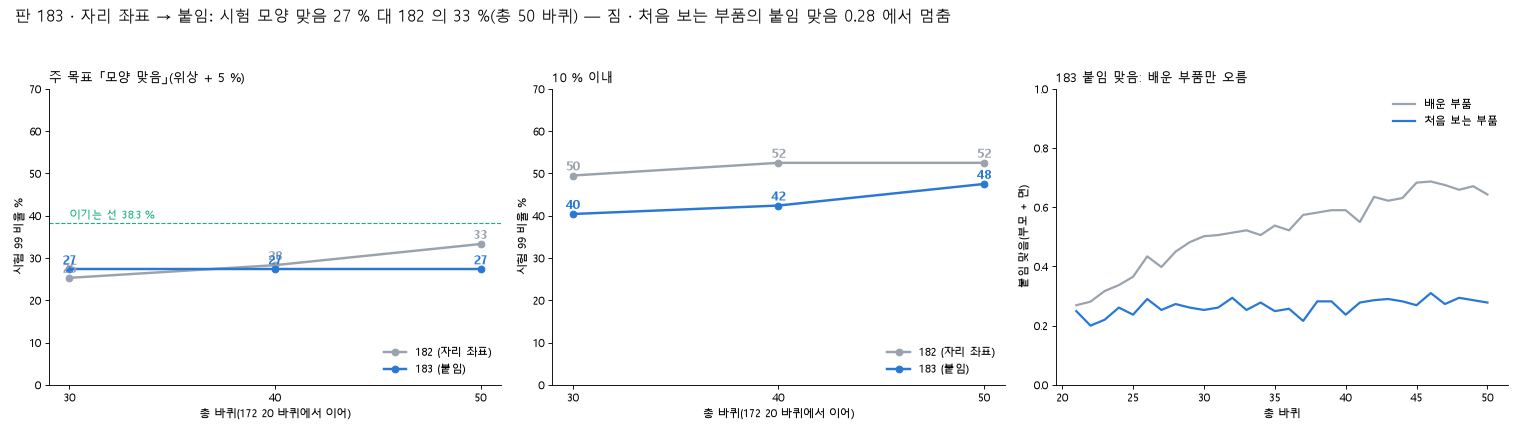 판 183 · 자리 좌표 → 붙임: 시험 모양 맞음 27 % 대 182 의 33 %(총 50 바퀴) — 짐 · 처음 보는 부품의 붙임 맞음 0.28 에서 멈춤
주 목표 「모양 맞음」(위상 + 5 %)
시험 99 비율 %
70
60
50
40
30
20
10
0
이기는 선 38.3 %
27
27
28
27
33
27
182 (자리 좌표)
183 (붙임)
30
40
50
총 바퀴(172 20 바퀴에서 이어)
10 % 이내
시험 99 비율 %
70
60
50
40
30
20
10
0
50
52
52
40
42
48
182 (자리 좌표)
183 (붙임)
30
40
50
총 바퀴(172 20 바퀴에서 이어)
183 붙임 맞음: 배운 부품만 오름
붙임 맞음(부모 + 면)
1.0
0.8
0.6
0.4
0.2
0.0
배운 부품
처음 보는 부품
20
25
30
35
40
45
50
총 바퀴